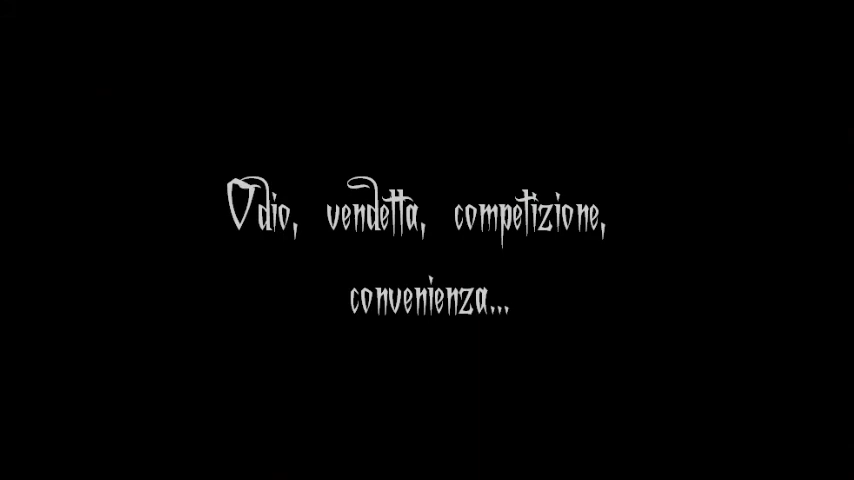 Odio, vendetta, competizione,
convenienza...